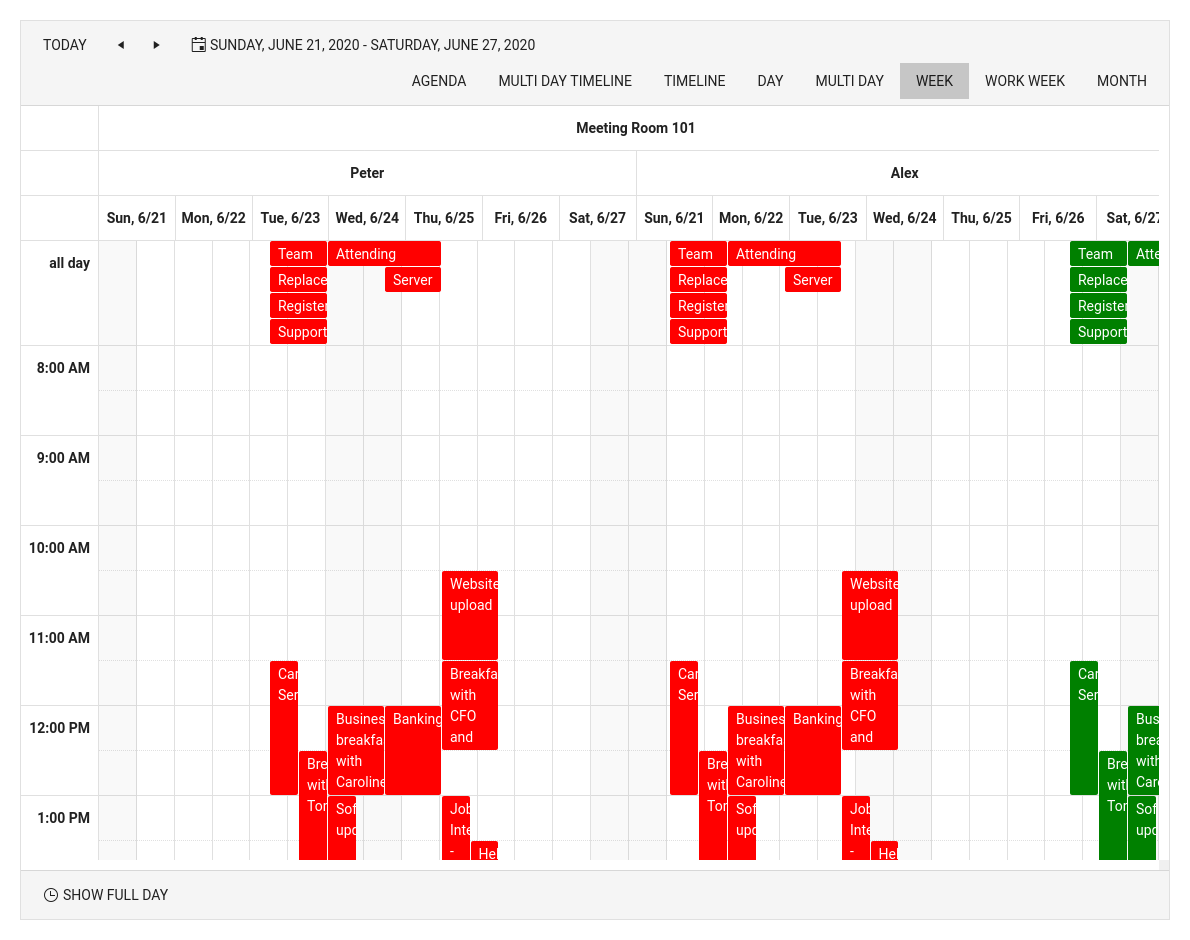 TODAY
SUNDAY, JUNE 21, 2020 - SATURDAY, JUNE 27, 2020
AGENDA MULTI DAY TIMELINE TIMELINE DAY MULTI DAY WEEK WORK WEEK MONTH
Meeting Room 101
Peter Alex
Sun, 6/21 Mon, 6/22 Tue, 6/23 Wed, 6/24 Thu, 6/25 Fri, 6/26 Sat, 6/27 Sun, 6/21 Mon, 6/22 Tue, 6/23 Wed, 6/24 Thu, 6/25 Fri, 6/26 Sat, 6/27
all day
Team Attending Team Attending Team Atte
Replace Server Replace Server Replace
Register Register Register
Support Support Support
8:00 AM
9:00 AM
10:00 AM
Website Website
upload upload
11:00 AM
Car Breakfa Car Breakfa Car
Ser with Ser with Ser
CFO CFO
12:00 PM
Busines Banking Busines Banking Bus
breakfa and breakfa and brea
Bre with Bre with Bre with
with Caroline with Caroline with Caro
Tor Tor Tor
1:00 PM
Sof Job Sof Job Sof
upd Inte upd Inte upd
- Hel - Hel
SHOW FULL DAY